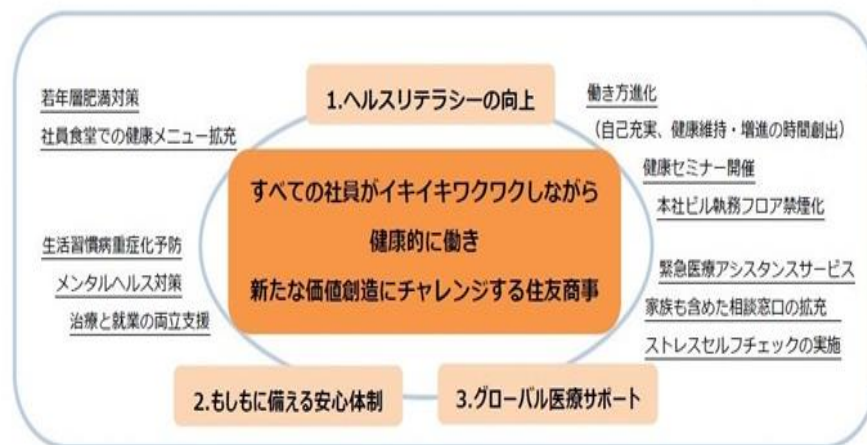 1.ヘルスリテラシーの向上
若年層肥満対策
社員食堂での健康メニュー拡充
働き方進化
（自己充実、健康維持・増進の時間創出）
健康セミナー開催
本社ビル執務フロア禁煙化
すべての社員がイキイキワクワクしながら
健康的に働き
新たな価値創造にチャレンジする住友商事
生活習慣病重症化予防
メンタルヘルス対策
治療と就業の両立支援
緊急医療アシスタンスサービス
家族も含めた相談窓口の拡充
ストレスセルフチェックの実施
2.もしもに備える安心体制
3.グローバル医療サポート